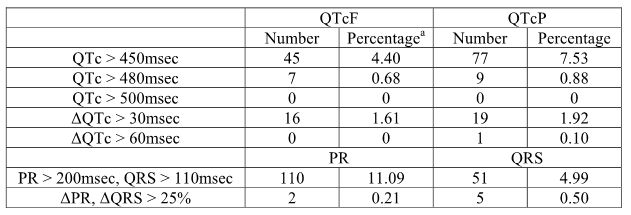 QTcF QTcP
Number Percentageᵃ Number Percentage
QTc > 450msec 45 4.40 77 7.53
QTc > 480msec 7 0.68 9 0.88
QTc > 500msec 0 0 0 0
ΔQTc > 30msec 16 1.61 19 1.92
ΔQTc > 60msec 0 0 1 0.10
PR QRS
PR > 200msec, QRS > 110msec 110 11.09 51 4.99
ΔPR, ΔQRS > 25% 2 0.21 5 0.50